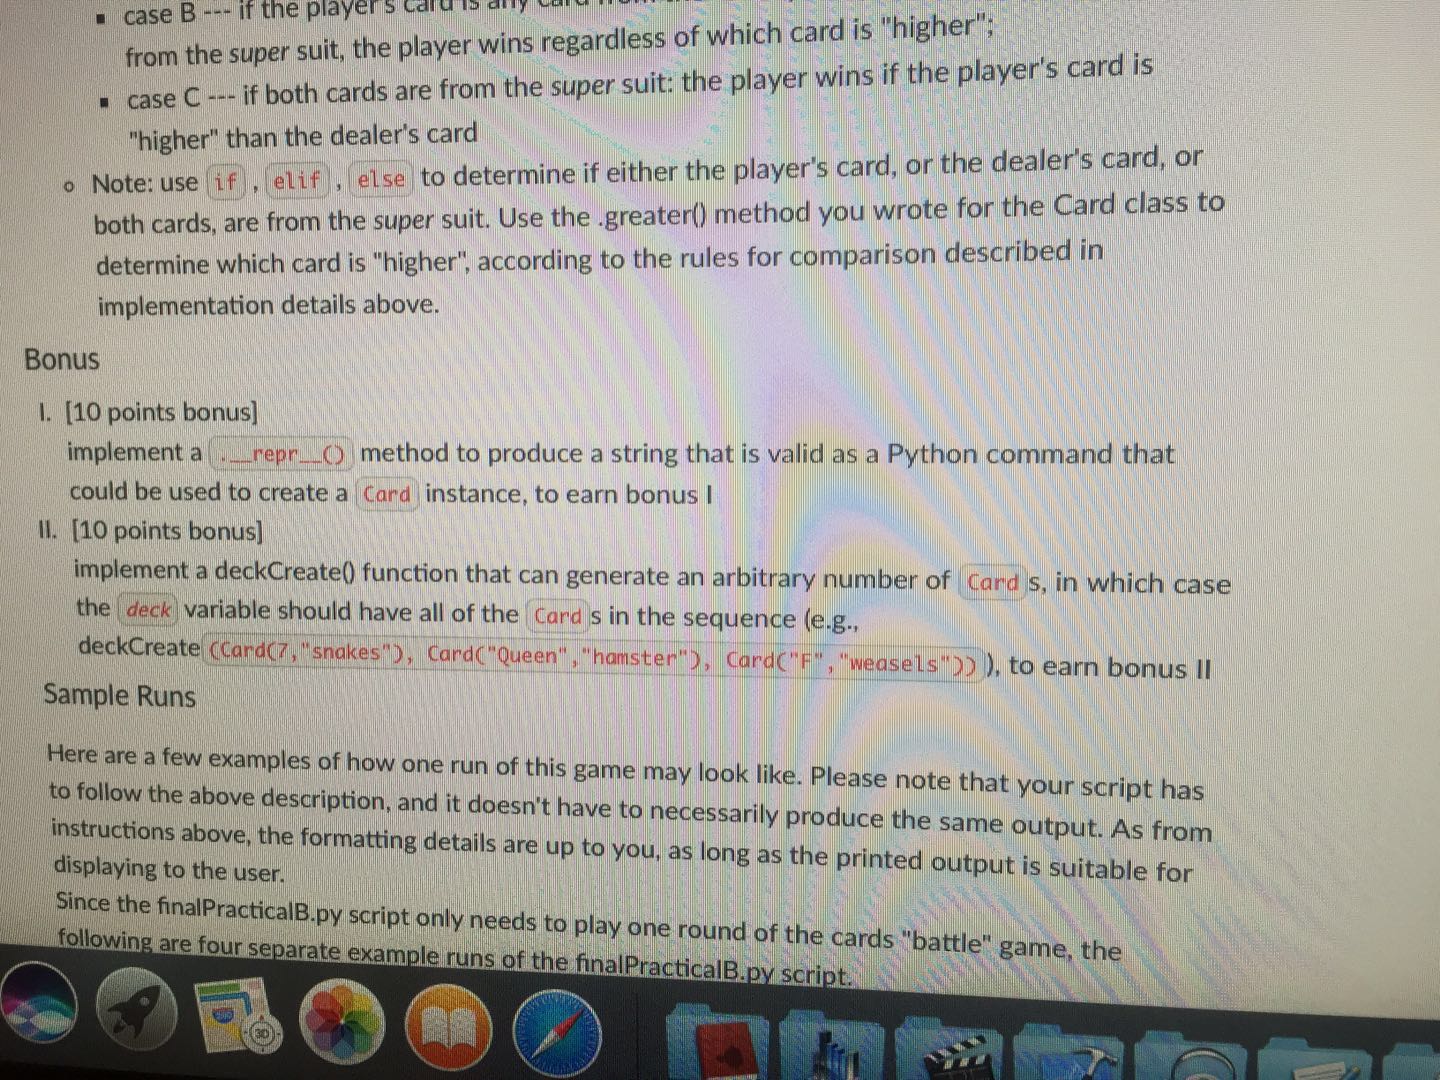 case B --- if the player's card is any card from the
from the super suit, the player wins regardless of which card is "higher";
case C --- if both cards are from the super suit: the player wins if the player's card is
"higher" than the dealer's card
Note: use if , elif , else to determine if either the player's card, or the dealer's card, or
both cards, are from the super suit. Use the .greater() method you wrote for the Card class to
determine which card is "higher", according to the rules for comparison described in
implementation details above.
Bonus
I. [10 points bonus]
implement a .__repr__() method to produce a string that is valid as a Python command that
could be used to create a Card instance, to earn bonus I
II. [10 points bonus]
implement a deckCreate() function that can generate an arbitrary number of Card s, in which case
the deck variable should have all of the Card s in the sequence (e.g.,
deckCreate (Card(7,"snakes"), Card("Queen","hamster"), Card("F","weasels")) ), to earn bonus II
Sample Runs
Here are a few examples of how one run of this game may look like. Please note that your script has
to follow the above description, and it doesn't have to necessarily produce the same output. As from
instructions above, the formatting details are up to you, as long as the printed output is suitable for
displaying to the user.
Since the finalPracticalB.py script only needs to play one round of the cards "battle" game, the
following are four separate example runs of the finalPracticalB.py script.
280
3D